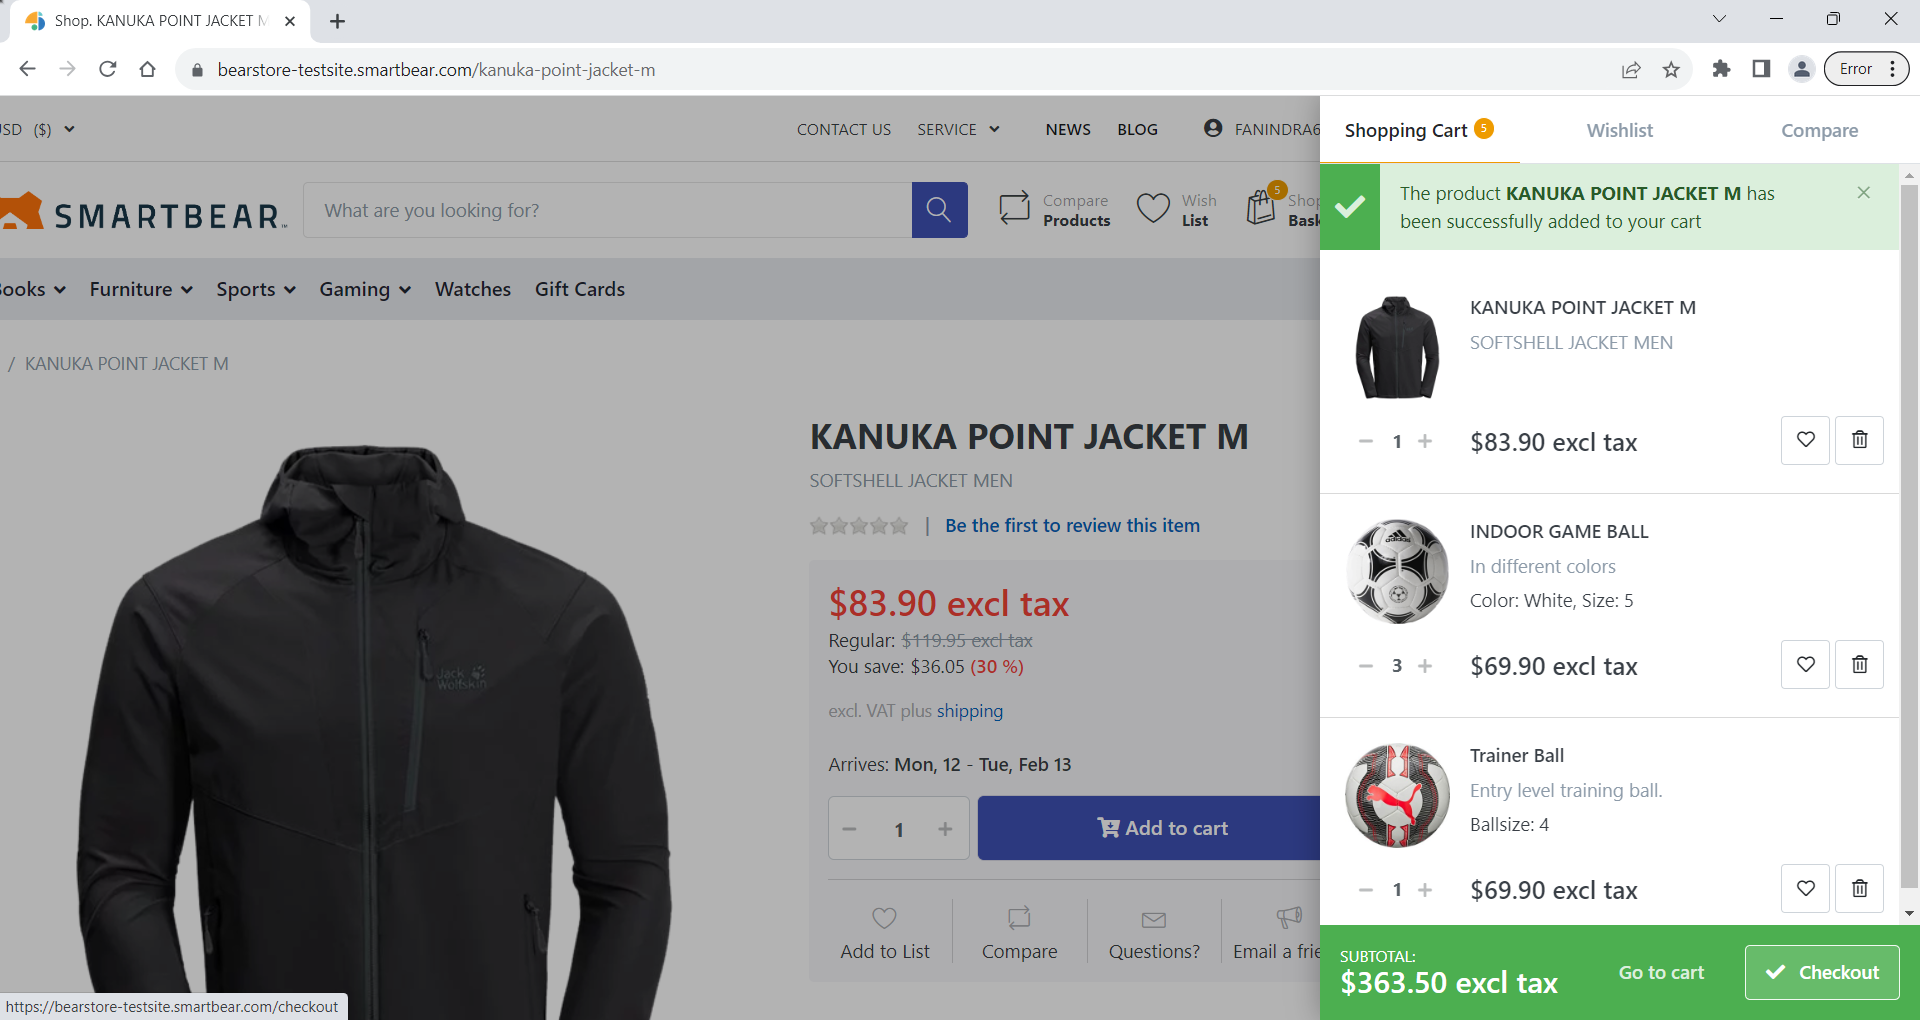 Shop. KANUKA POINT JACKET M
bearstore-testsite.smartbear.com/kanuka-point-jacket-m
Error
USD ($)
CONTACT US
SERVICE
NEWS
BLOG
FANINDRA6
SMARTBEAR™
What are you looking for?
Compare
Products
Wish
List
5
Shop
Bask
Books
Furniture
Sports
Gaming
Watches
Gift Cards
/ KANUKA POINT JACKET M
Jack
Wolfskin
KANUKA POINT JACKET M
SOFTSHELL JACKET MEN
| Be the first to review this item
$83.90 excl tax
Regular: $119.95 excl tax
You save: $36.05 (30 %)
excl. VAT plus shipping
Arrives: Mon, 12 - Tue, Feb 13
− 1 +
Add to cart
Add to List
Compare
Questions?
Email a frie
https://bearstore-testsite.smartbear.com/checkout
Shopping Cart 5
Wishlist
Compare
The product KANUKA POINT JACKET M has
been successfully added to your cart
KANUKA POINT JACKET M
SOFTSHELL JACKET MEN
− 1 + $83.90 excl tax
adidas
INDOOR GAME BALL
In different colors
Color: White, Size: 5
− 3 + $69.90 excl tax
Trainer Ball
Entry level training ball.
Ballsize: 4
− 1 + $69.90 excl tax
SUBTOTAL:
$363.50 excl tax
Go to cart
Checkout